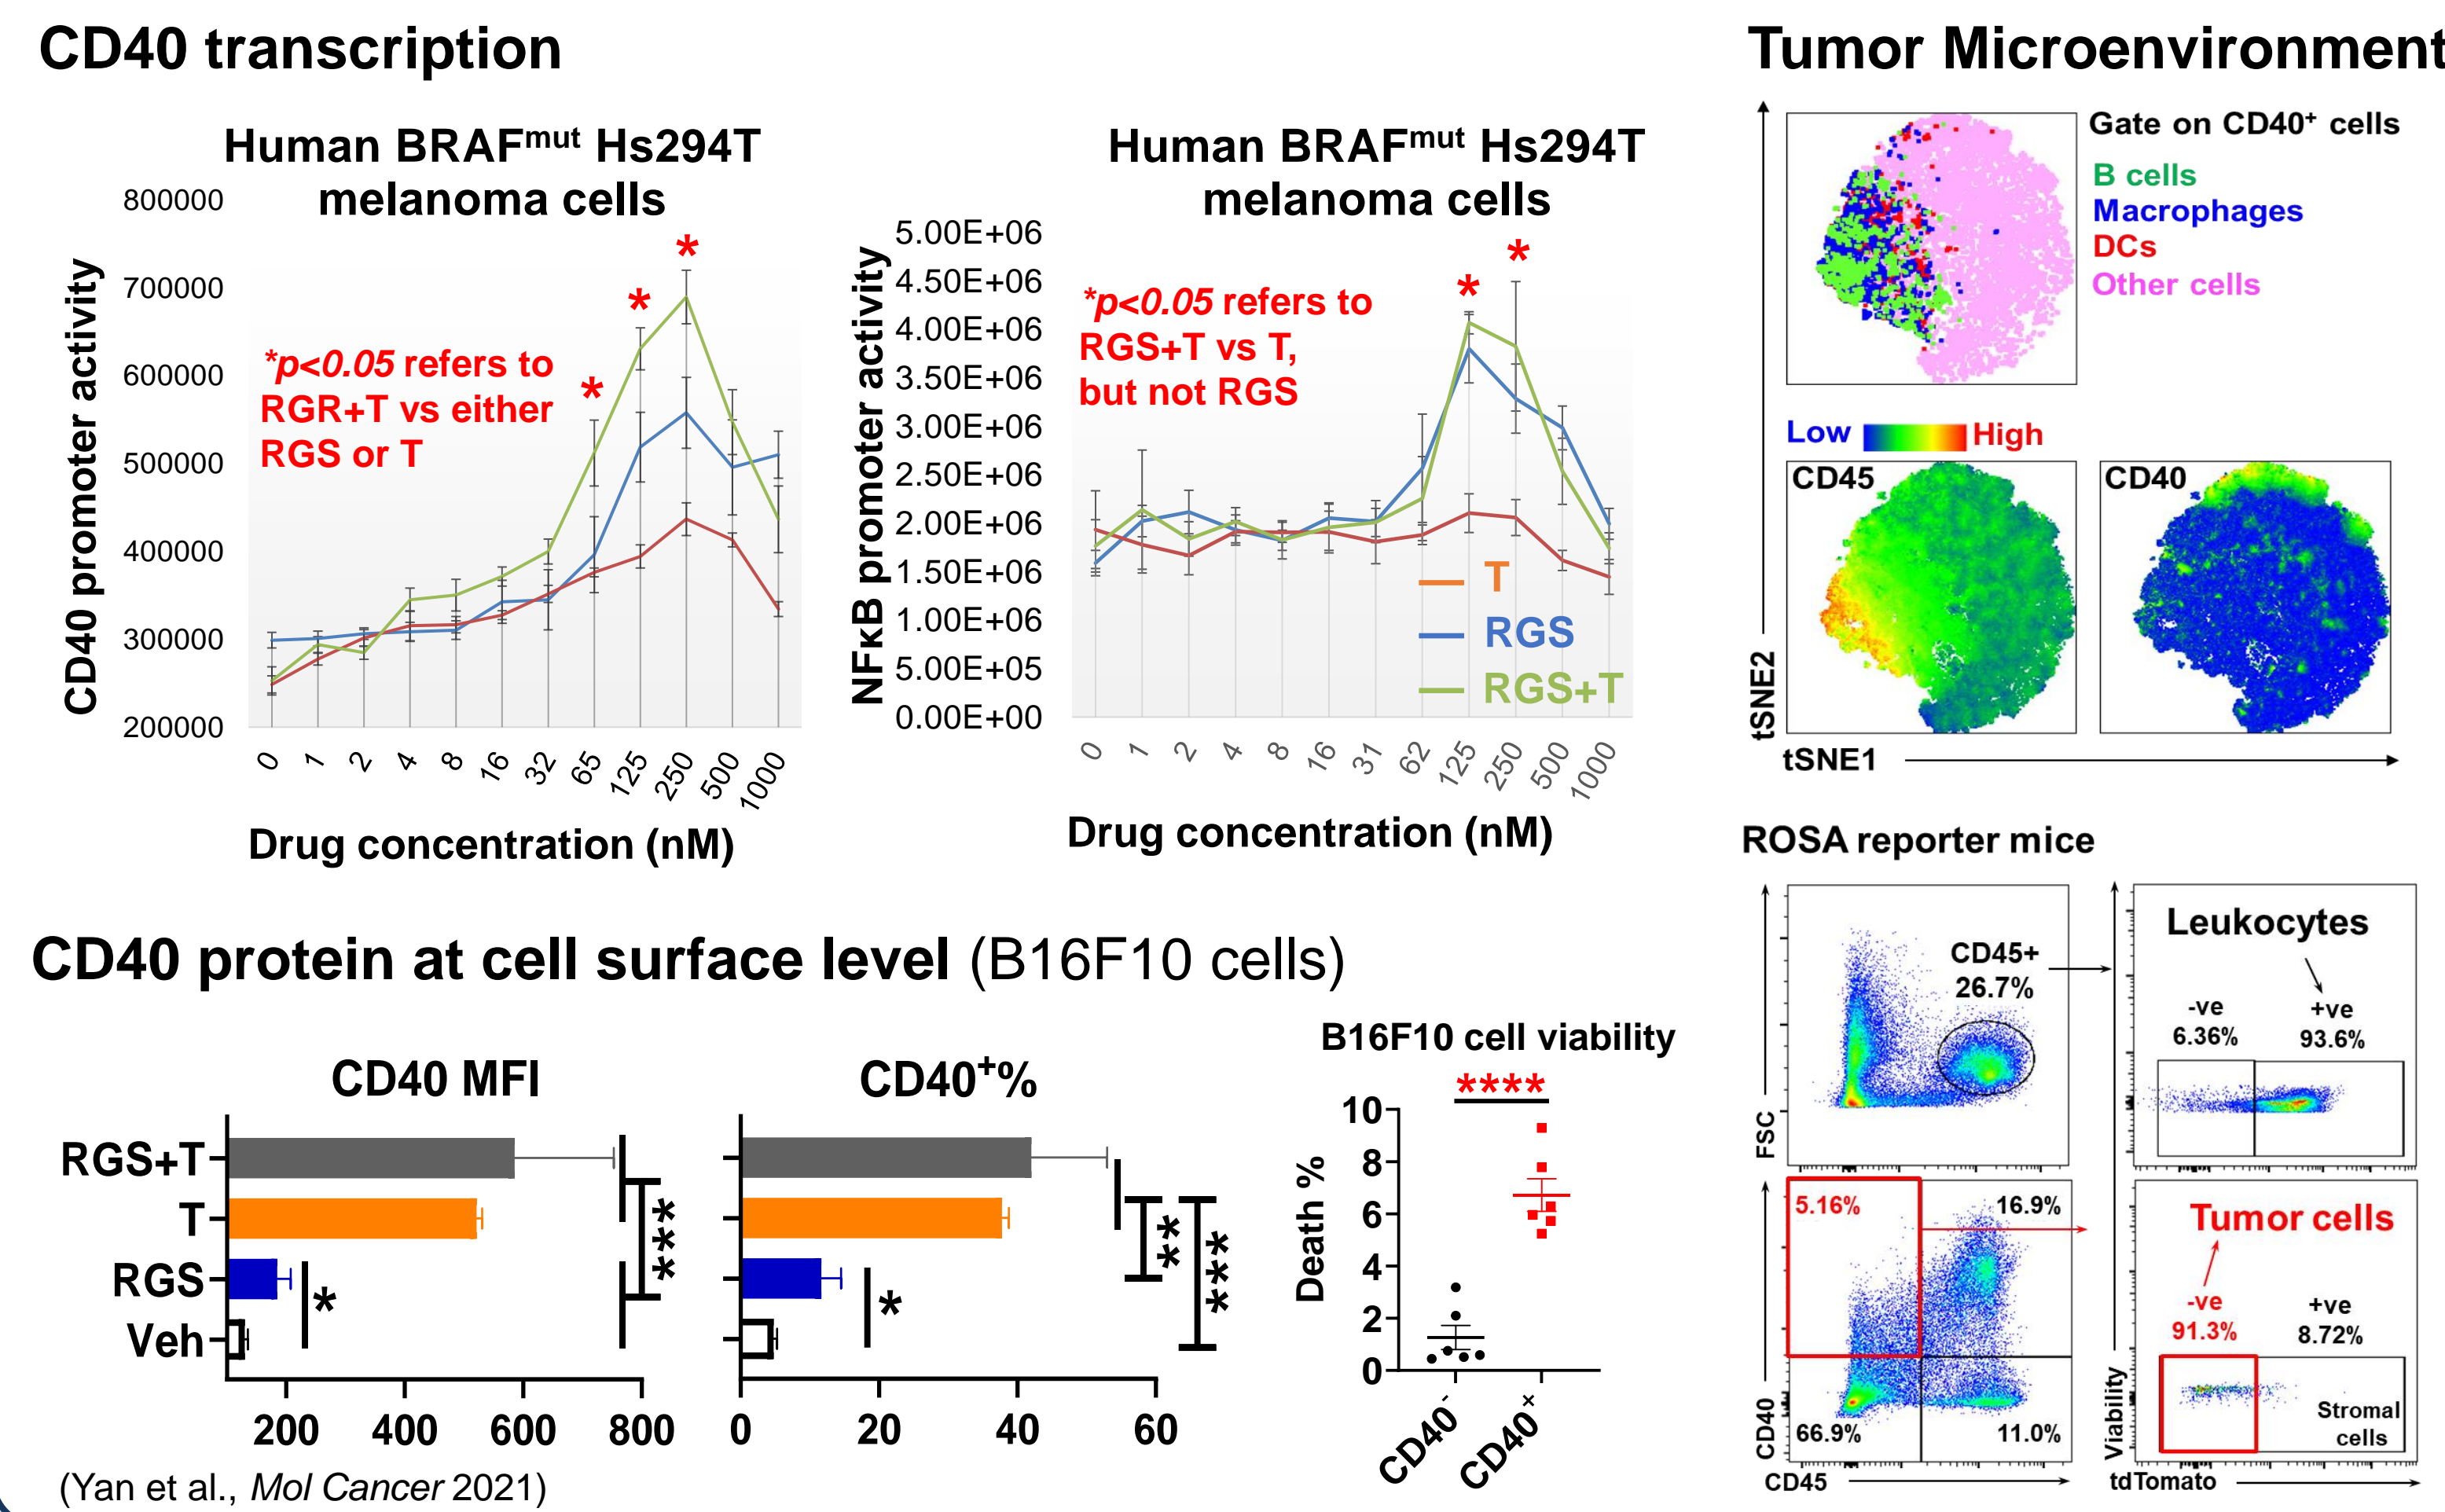 CD40 transcription
Human BRAFmut Hs294T
melanoma cells
CD40 promoter activity
800000
700000
600000
500000
400000
300000
200000
*p<0.05 refers to
RGR+T vs either
RGS or T
*
*
*
0 1 2 4 8 16 32 65 125 250 500 1000
Drug concentration (nM)
Human BRAFmut Hs294T
melanoma cells
NFκB promoter activity
5.00E+06
4.50E+06
4.00E+06
3.50E+06
3.00E+06
2.50E+06
2.00E+06
1.50E+06
1.00E+06
5.00E+05
0.00E+00
*p<0.05 refers to
RGS+T vs T,
but not RGS
*
*
T
RGS
RGS+T
0 1 2 4 8 16 31 62 125 250 500 1000
Drug concentration (nM)
CD40 protein at cell surface level (B16F10 cells)
CD40 MFI
RGS+T
T
RGS
Veh
*
***
200 400 600 800
CD40+%
*
**
***
0 20 40 60
B16F10 cell viability
****
Death %
10
8
6
4
2
0
CD40-
CD40+
(Yan et al., Mol Cancer 2021)
Tumor Microenvironment
Gate on CD40+ cells
B cells
Macrophages
DCs
Other cells
Low High
CD45
CD40
tSNE2
tSNE1
ROSA reporter mice
CD45+
26.7%
FSC
Leukocytes
-ve
6.36%
+ve
93.6%
5.16%
16.9%
66.9%
11.0%
CD40
CD45
Tumor cells
-ve
91.3%
+ve
8.72%
Stromal
cells
Viability
tdTomato